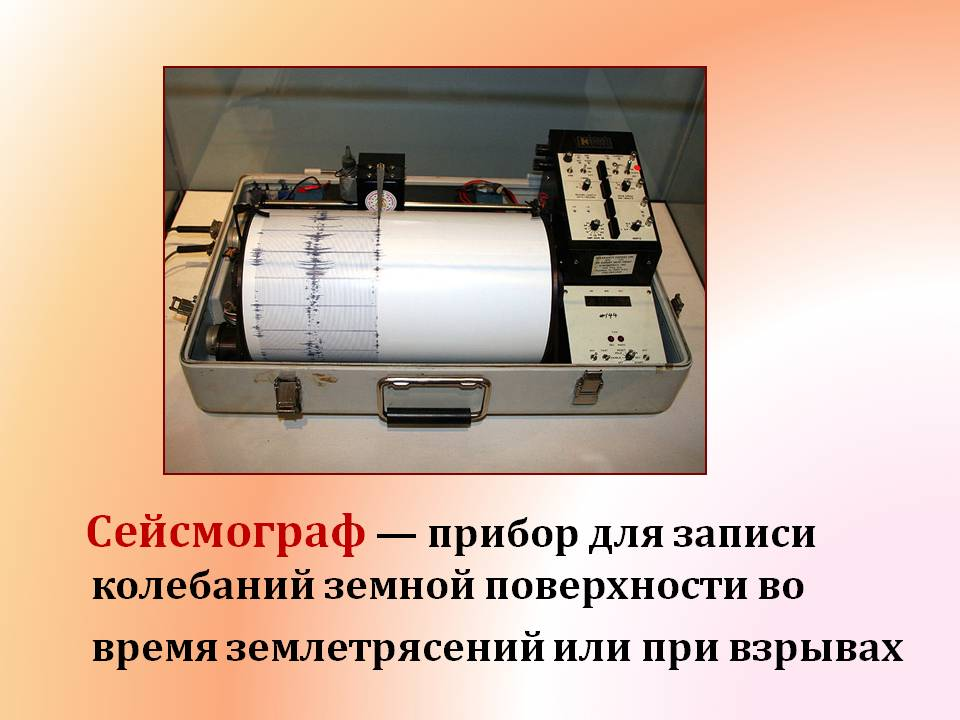 Сейсмограф — прибор для записи
колебаний земной поверхности во
время землетрясений или при взрывах